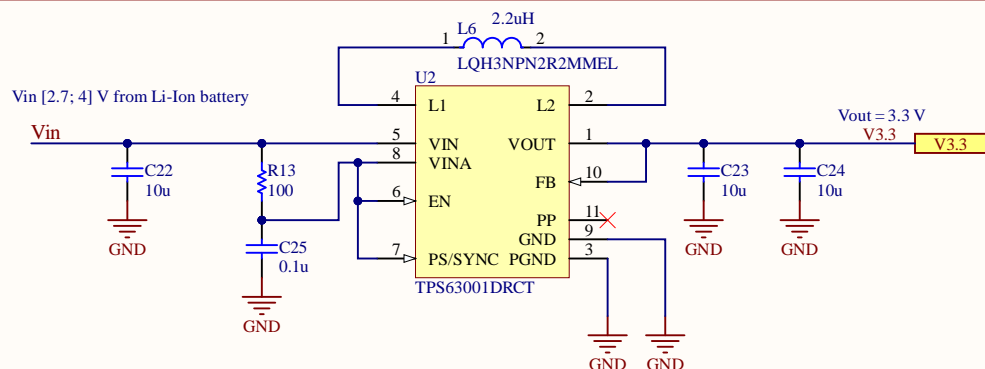 2.2uH
1 L6 2
LQH3NPN2R2MMEL
U2
Vin [2.7; 4] V from Li-Ion battery
4 L1 L2 2
Vout = 3.3 V
Vin
5 VIN VOUT 1
V3.3
V3.3
8 VINA
C22
10u
R13
100
C23
10u
C24
10u
FB 10
6 EN
PP 11
GND 9
C25
0.1u
7 PS/SYNC PGND 3
GND
TPS63001DRCT
GND
GND
GND
GND
GND